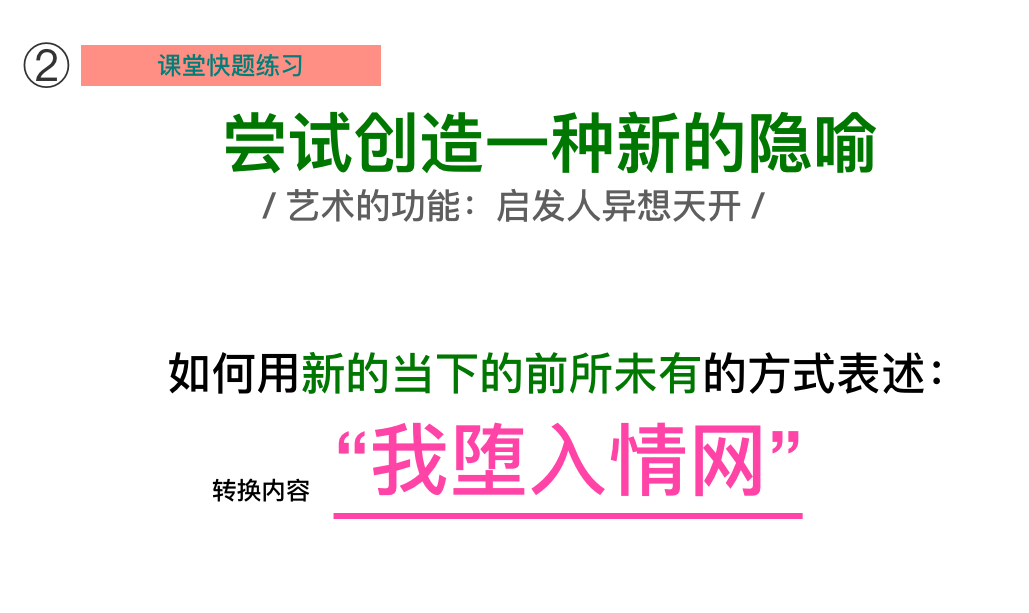 ② 课堂快题练习
尝试创造一种新的隐喻
/ 艺术的功能：启发人异想天开 /
如何用新的当下的前所未有的方式表述：
转换内容 “我堕入情网”